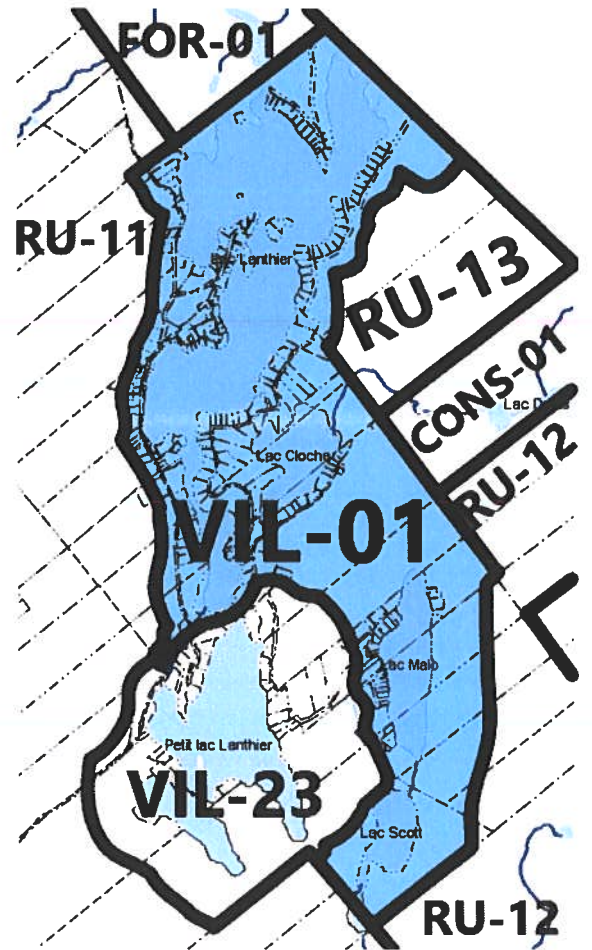 FOR-01
RU-11
Lac Lanthier
RU-13
CONS-01
Lac
Lac Cloche
RU-12
VIL-01
Lac Malo
Petit lac Lanthier
VIL-23
Lac Scott
RU-12